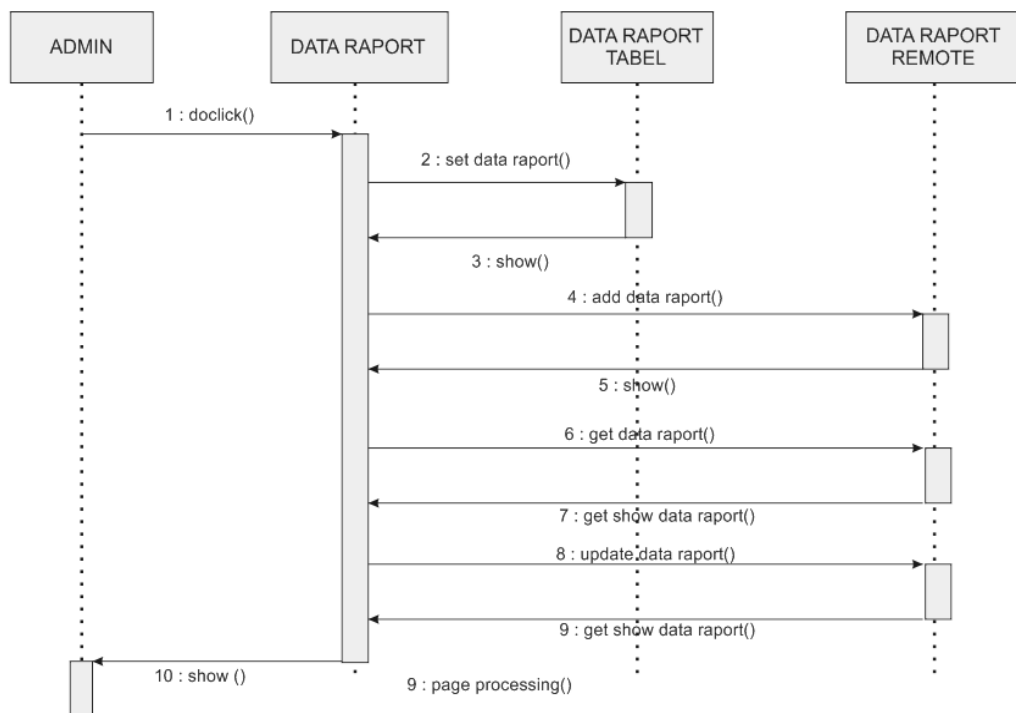 ADMIN
DATA RAPORT
DATA RAPORT
TABEL
DATA RAPORT
REMOTE
1 : doclick()
2 : set data raport()
3 : show()
4 : add data raport()
5 : show()
6 : get data raport()
7 : get show data raport()
8 : update data raport()
9 : get show data raport()
10 : show ()
9 : page processing()